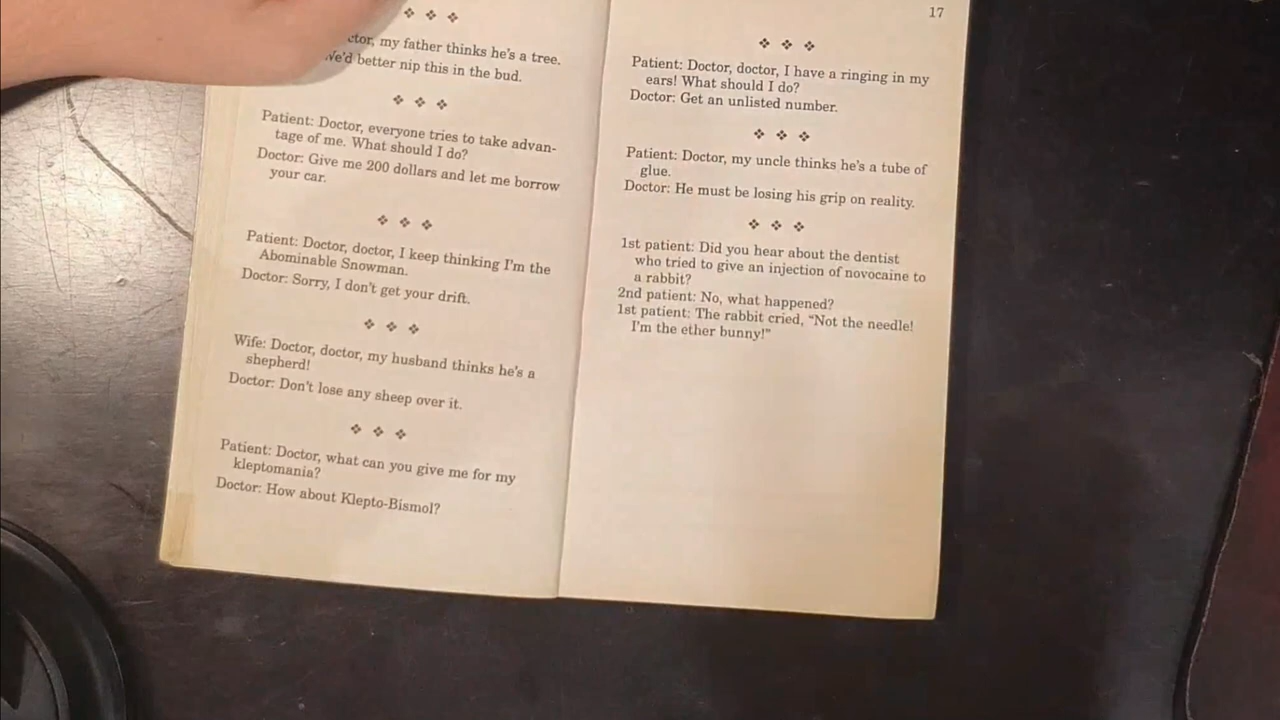 my father thinks he's a tree.
better nip this in the bud.
Patient: Doctor, everyone tries to take advan-
tage of me. What should I do?
Doctor: Give me 200 dollars and let me borrow
your car.
Patient: Doctor, doctor, I keep thinking I'm the
Abominable Snowman.
Doctor: Sorry, I don't get your drift.
Wife: Doctor, doctor, my husband thinks he's a
shepherd!
Doctor: Don't lose any sheep over it.
Patient: Doctor, what can you give me for my
kleptomania?
Doctor: How about Klepto-Bismol?
17
Patient: Doctor, doctor, I have a ringing in my
ears! What should I do?
Doctor: Get an unlisted number.
Patient: Doctor, my uncle thinks he's a tube of
glue.
Doctor: He must be losing his grip on reality.
1st patient: Did you hear about the dentist
who tried to give an injection of novocaine to
a rabbit?
2nd patient: No, what happened?
1st patient: The rabbit cried, "Not the needle!
I'm the ether bunny!"